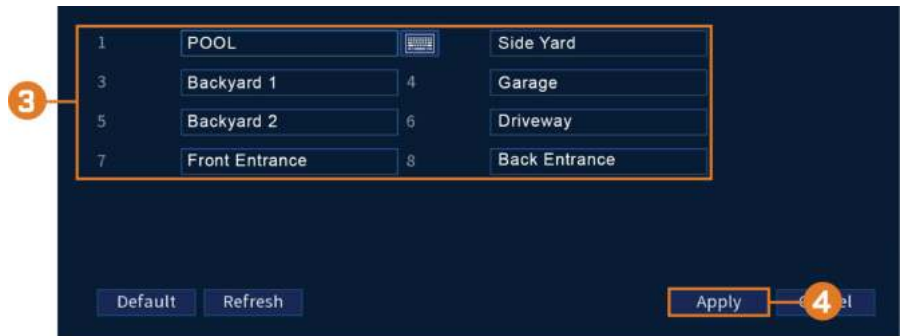 1 POOL Side Yard
3 Backyard 1 4 Garage
3
5 Backyard 2 6 Driveway
7 Front Entrance 8 Back Entrance
Default Refresh Apply 4